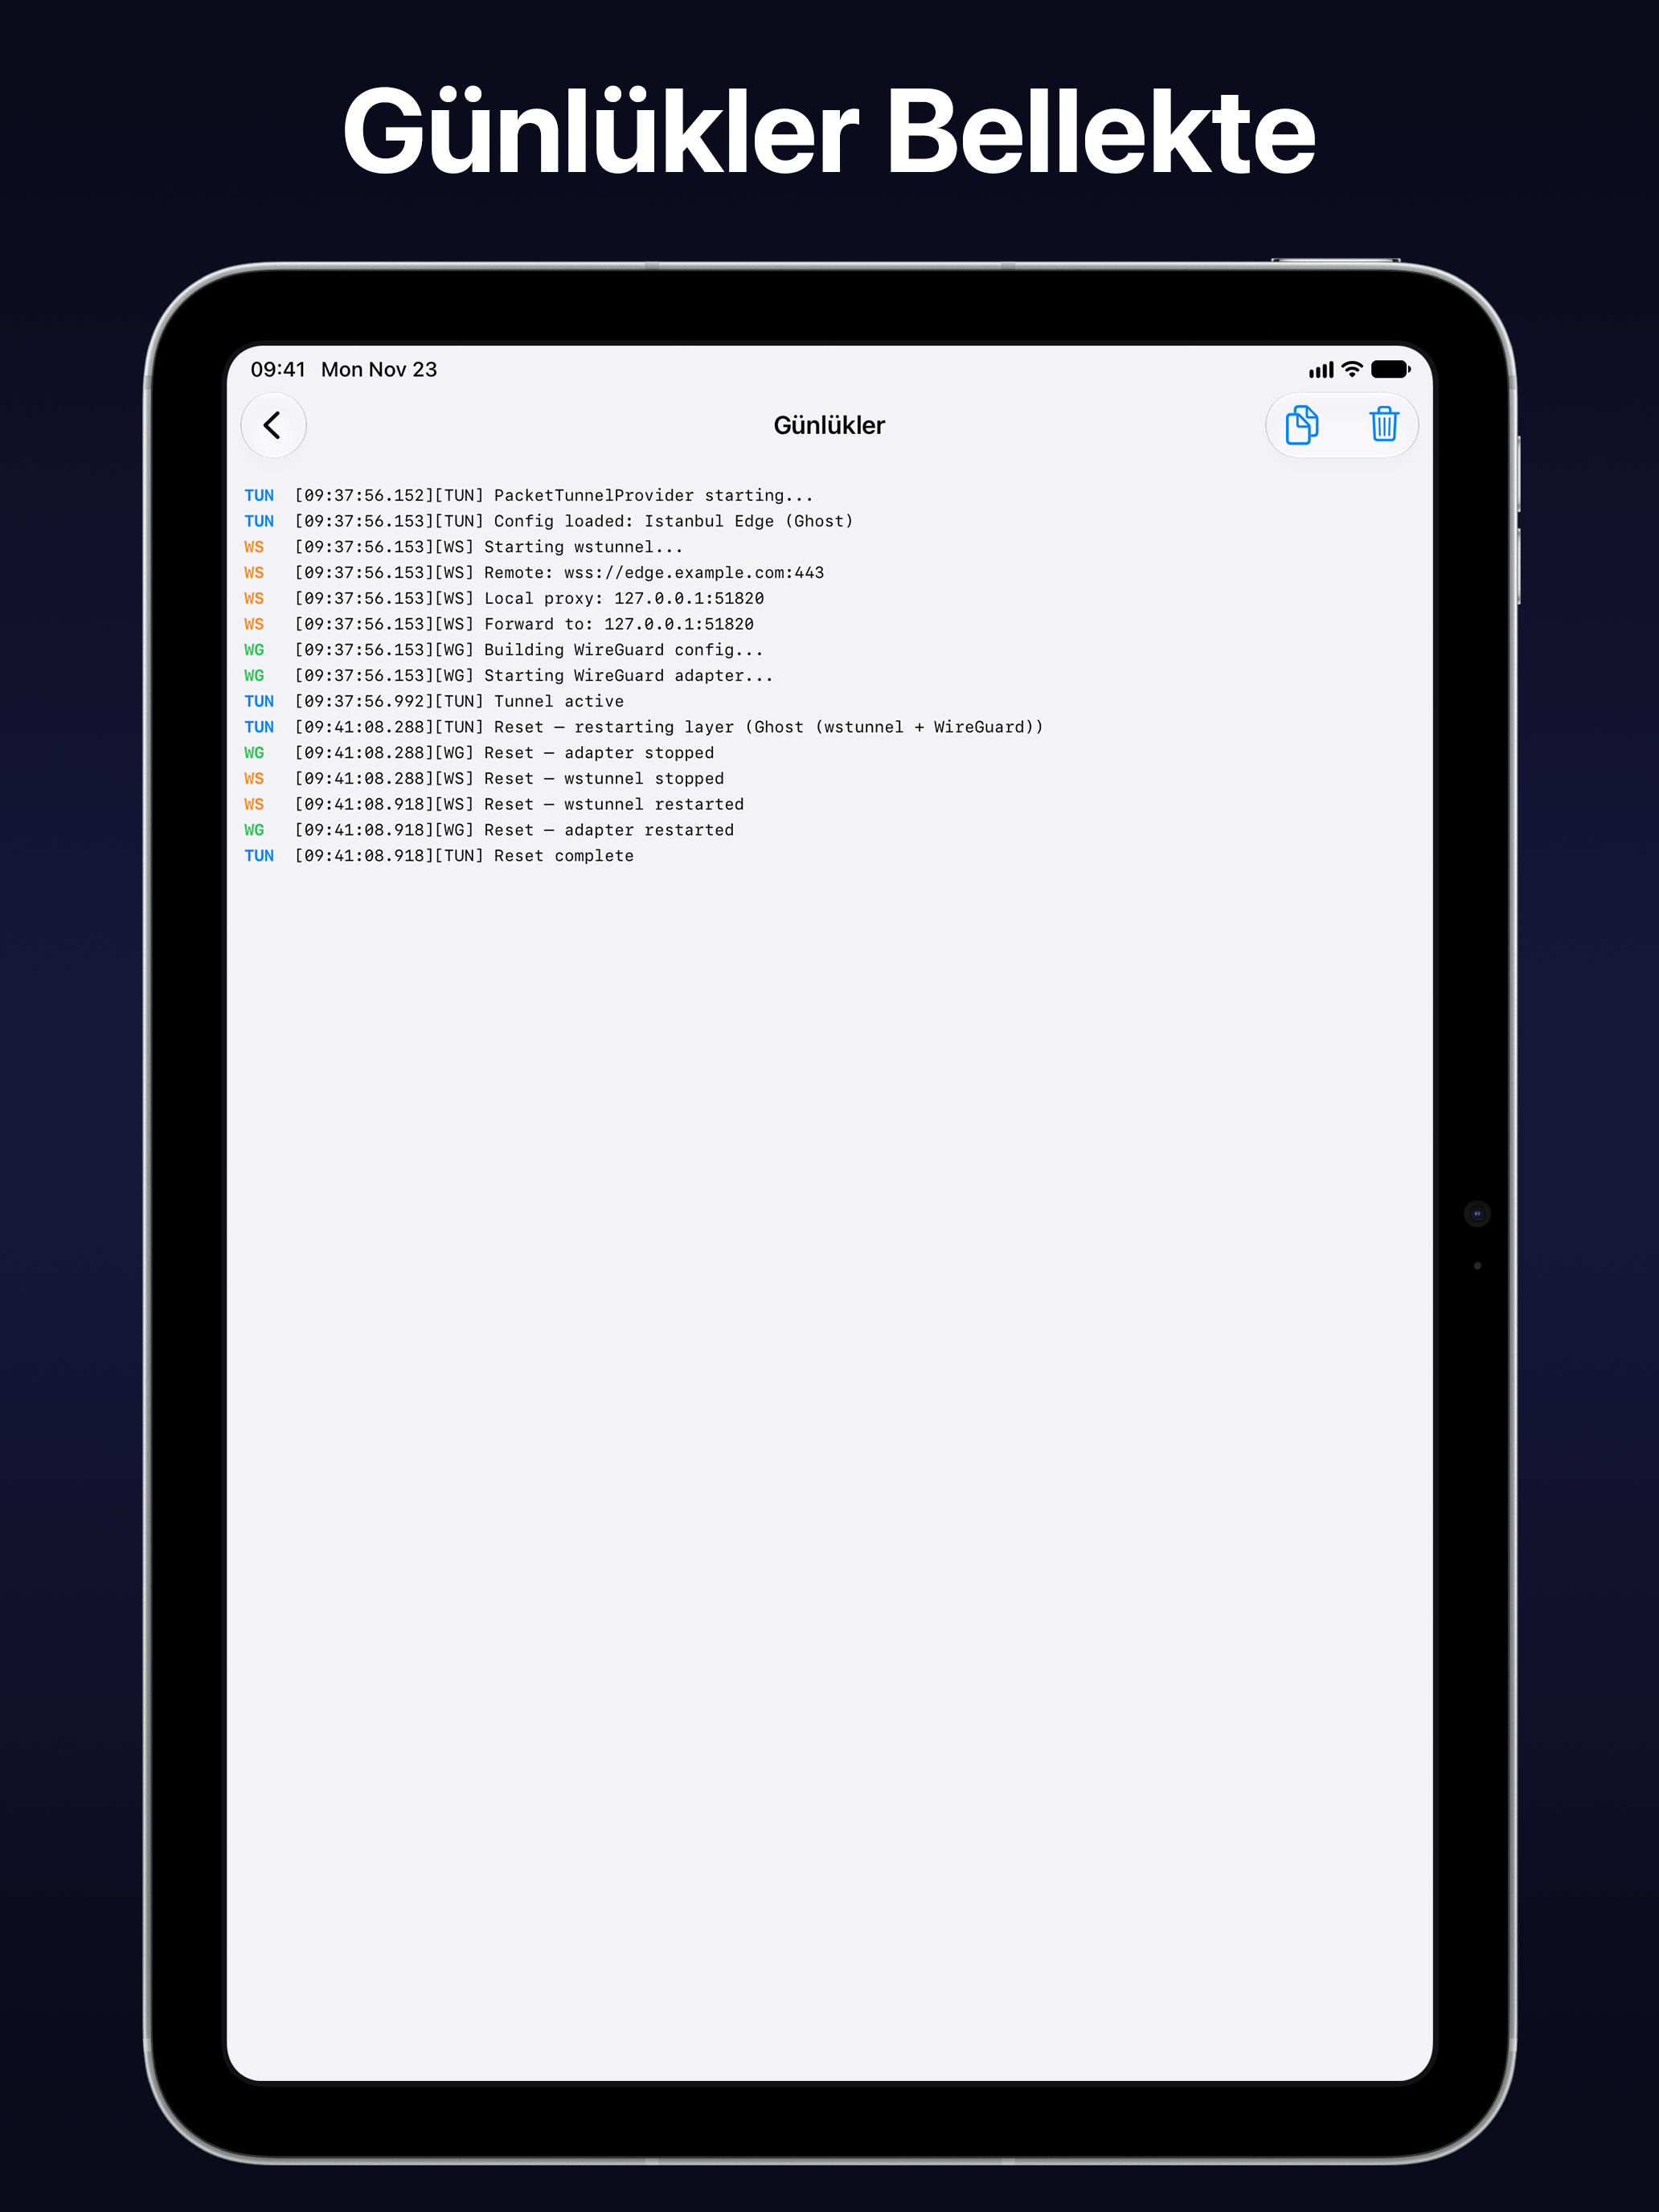 Günlükler Bellekte
09:41 Mon Nov 23
Günlükler
TUN [09:37:56.152][TUN] PacketTunnelProvider starting...
TUN [09:37:56.153][TUN] Config loaded: Istanbul Edge (Ghost)
WS [09:37:56.153][WS] Starting wstunnel...
WS [09:37:56.153][WS] Remote: wss://edge.example.com:443
WS [09:37:56.153][WS] Local proxy: 127.0.0.1:51820
WS [09:37:56.153][WS] Forward to: 127.0.0.1:51820
WG [09:37:56.153][WG] Building WireGuard config...
WG [09:37:56.153][WG] Starting WireGuard adapter...
TUN [09:37:56.992][TUN] Tunnel active
TUN [09:41:08.288][TUN] Reset — restarting layer (Ghost (wstunnel + WireGuard))
WG [09:41:08.288][WG] Reset — adapter stopped
WS [09:41:08.288][WS] Reset — wstunnel stopped
WS [09:41:08.918][WS] Reset — wstunnel restarted
WG [09:41:08.918][WG] Reset — adapter restarted
TUN [09:41:08.918][TUN] Reset complete